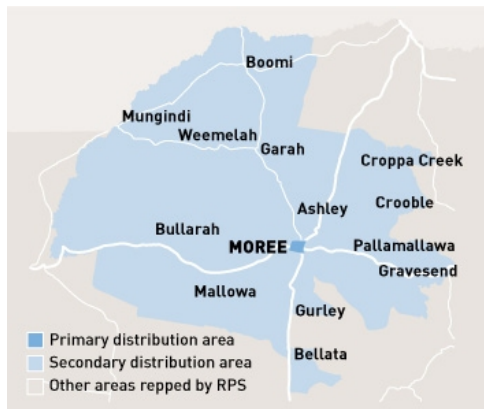 Boomi
Mungindi
Weemelah
Garah
Croppa Creek
Crooble
Ashley
Bullarah
MOREE
Pallamallawa
Gravesend
Mallowa
Gurley
Bellata
Primary distribution area
Secondary distribution area
Other areas repped by RPS